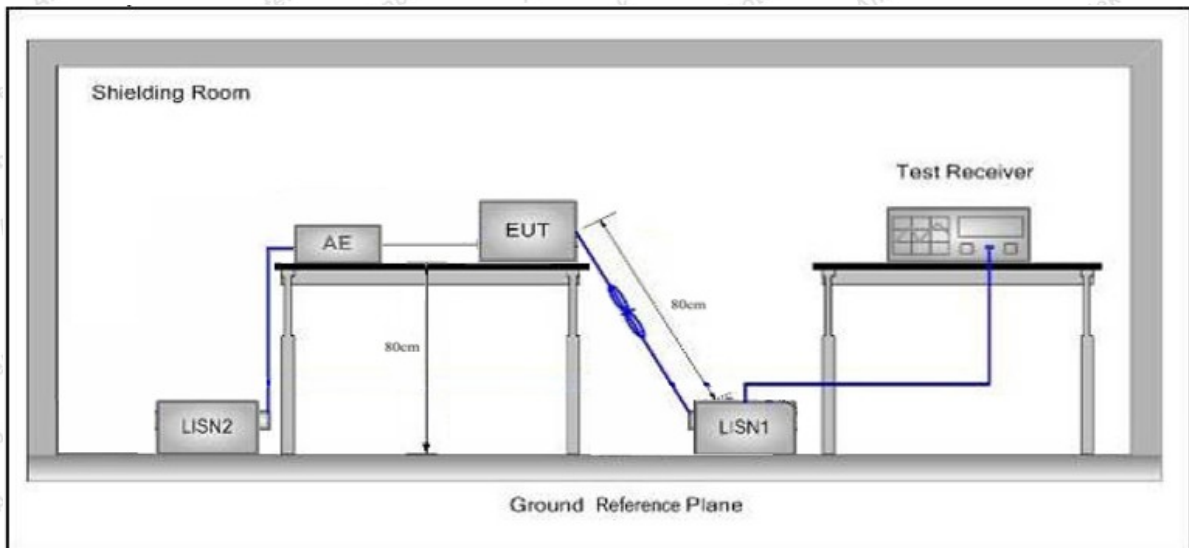 Shielding Room
Test Receiver
AE
EUT
80cm
80cm
LISN2
LISN1
Ground Reference Plane